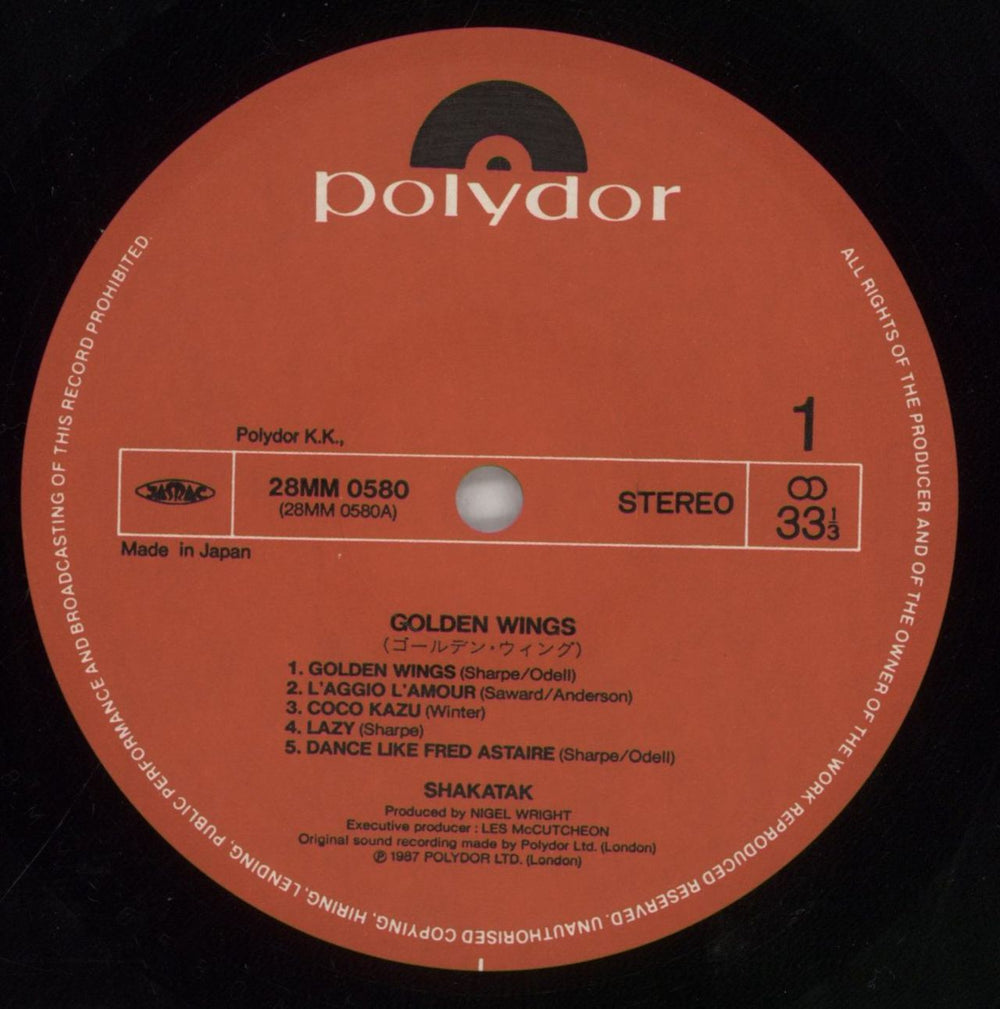 polydor
ALL RIGHTS OF THE PRODUCER AND OF THE OWNER OF THE WORK REPRODUCED RESERVED. UNAUTHORISED COPYING, HIRING, LENDING, PUBLIC PERFORMANCE AND BROADCASTING OF THIS RECORD PROHIBITED.
1
Polydor K.K.,
JASRAC
28MM 0580
(28MM 0580A)
STEREO
33 1/3
Made in Japan
GOLDEN WINGS
(ゴールデン・ウィング)
1. GOLDEN WINGS (Sharpe/Odell)
2. L'AGGIO L'AMOUR (Saward/Anderson)
3. COCO KAZU (Winter)
4. LAZY (Sharpe)
5. DANCE LIKE FRED ASTAIRE (Sharpe/Odell)
SHAKATAK
Produced by NIGEL WRIGHT
Executive producer : LES McCUTCHEON
Original sound recording made by Polydor Ltd. (London)
℗ 1987 POLYDOR LTD. (London)